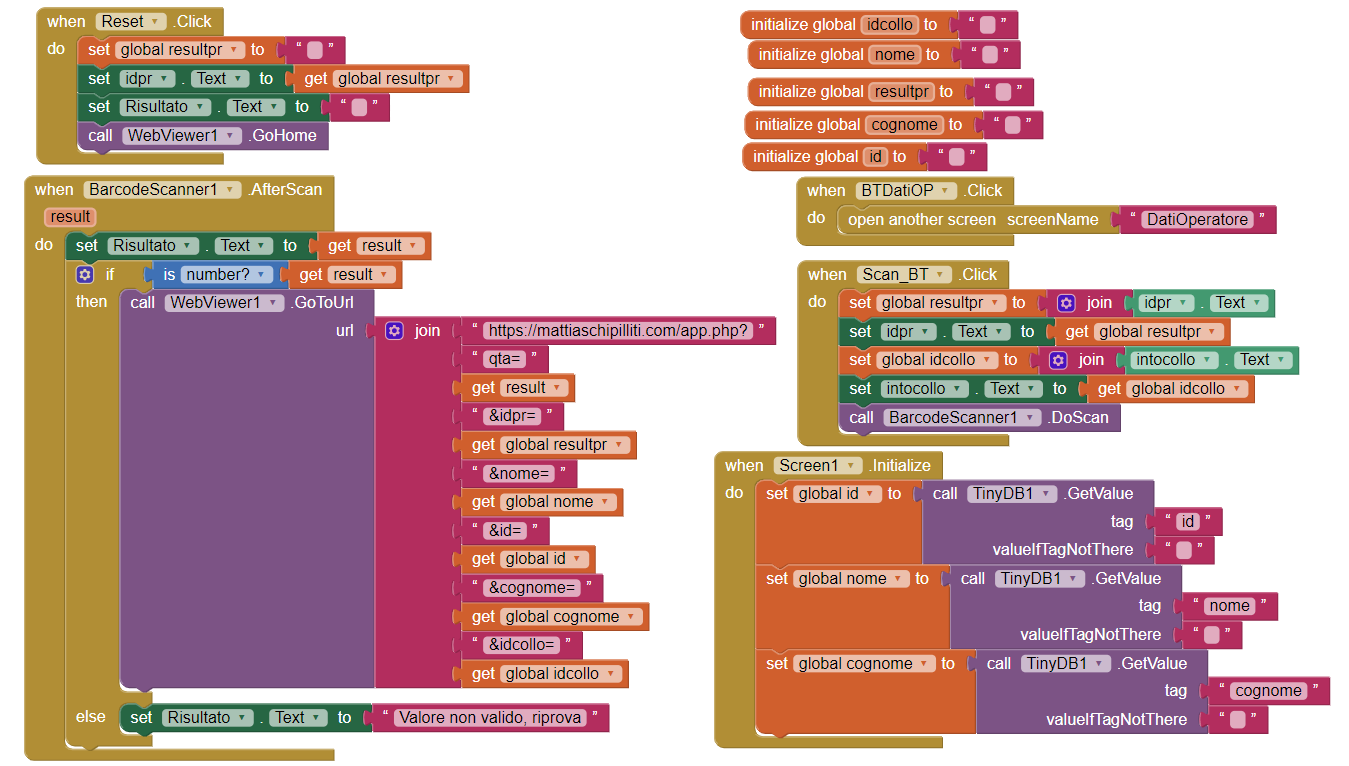 when Reset .Click
do set global resultpr to “ ”
set idpr . Text to get global resultpr
set Risultato . Text to “ ”
call WebViewer1 .GoHome
when BarcodeScanner1 .AfterScan
result
do set Risultato . Text to get result
if is number? get result
then call WebViewer1 .GoToUrl
url join “ https://mattiaschipilliti.com/app.php? ”
“ qta= ”
get result
“ &idpr= ”
get global resultpr
“ &nome= ”
get global nome
“ &id= ”
get global id
“ &cognome= ”
get global cognome
“ &idcollo= ”
get global idcollo
else set Risultato . Text to “ Valore non valido, riprova ”
initialize global idcollo to “ ”
initialize global nome to “ ”
initialize global resultpr to “ ”
initialize global cognome to “ ”
initialize global id to “ ”
when BTDatiOP .Click
do open another screen screenName “ DatiOperatore ”
when Scan_BT .Click
do set global resultpr to join idpr . Text
set idpr . Text to get global resultpr
set global idcollo to join intocollo . Text
set intocollo . Text to get global idcollo
call BarcodeScanner1 .DoScan
when Screen1 .Initialize
do set global id to call TinyDB1 .GetValue
tag “ id ”
valueIfTagNotThere “ ”
set global nome to call TinyDB1 .GetValue
tag “ nome ”
valueIfTagNotThere “ ”
set global cognome to call TinyDB1 .GetValue
tag “ cognome ”
valueIfTagNotThere “ ”